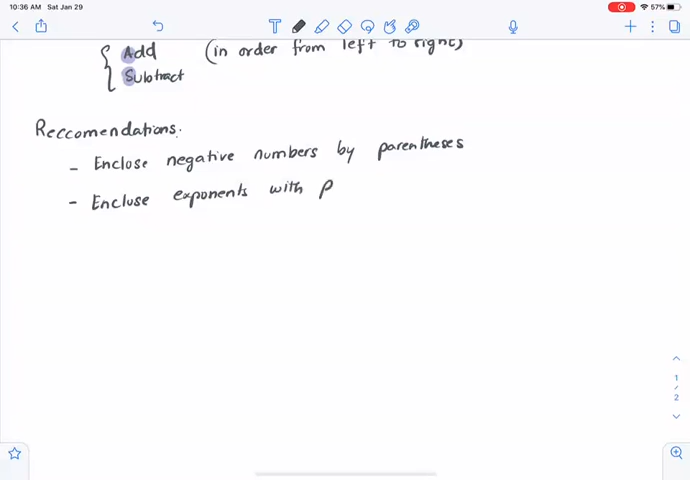 10:36 AM Sat Jan 29
57%
Add (in order from left to right)
Subtract
Reccomendations:
- Enclose negative numbers by parentheses
- Encluse exponents with P
1
/
2